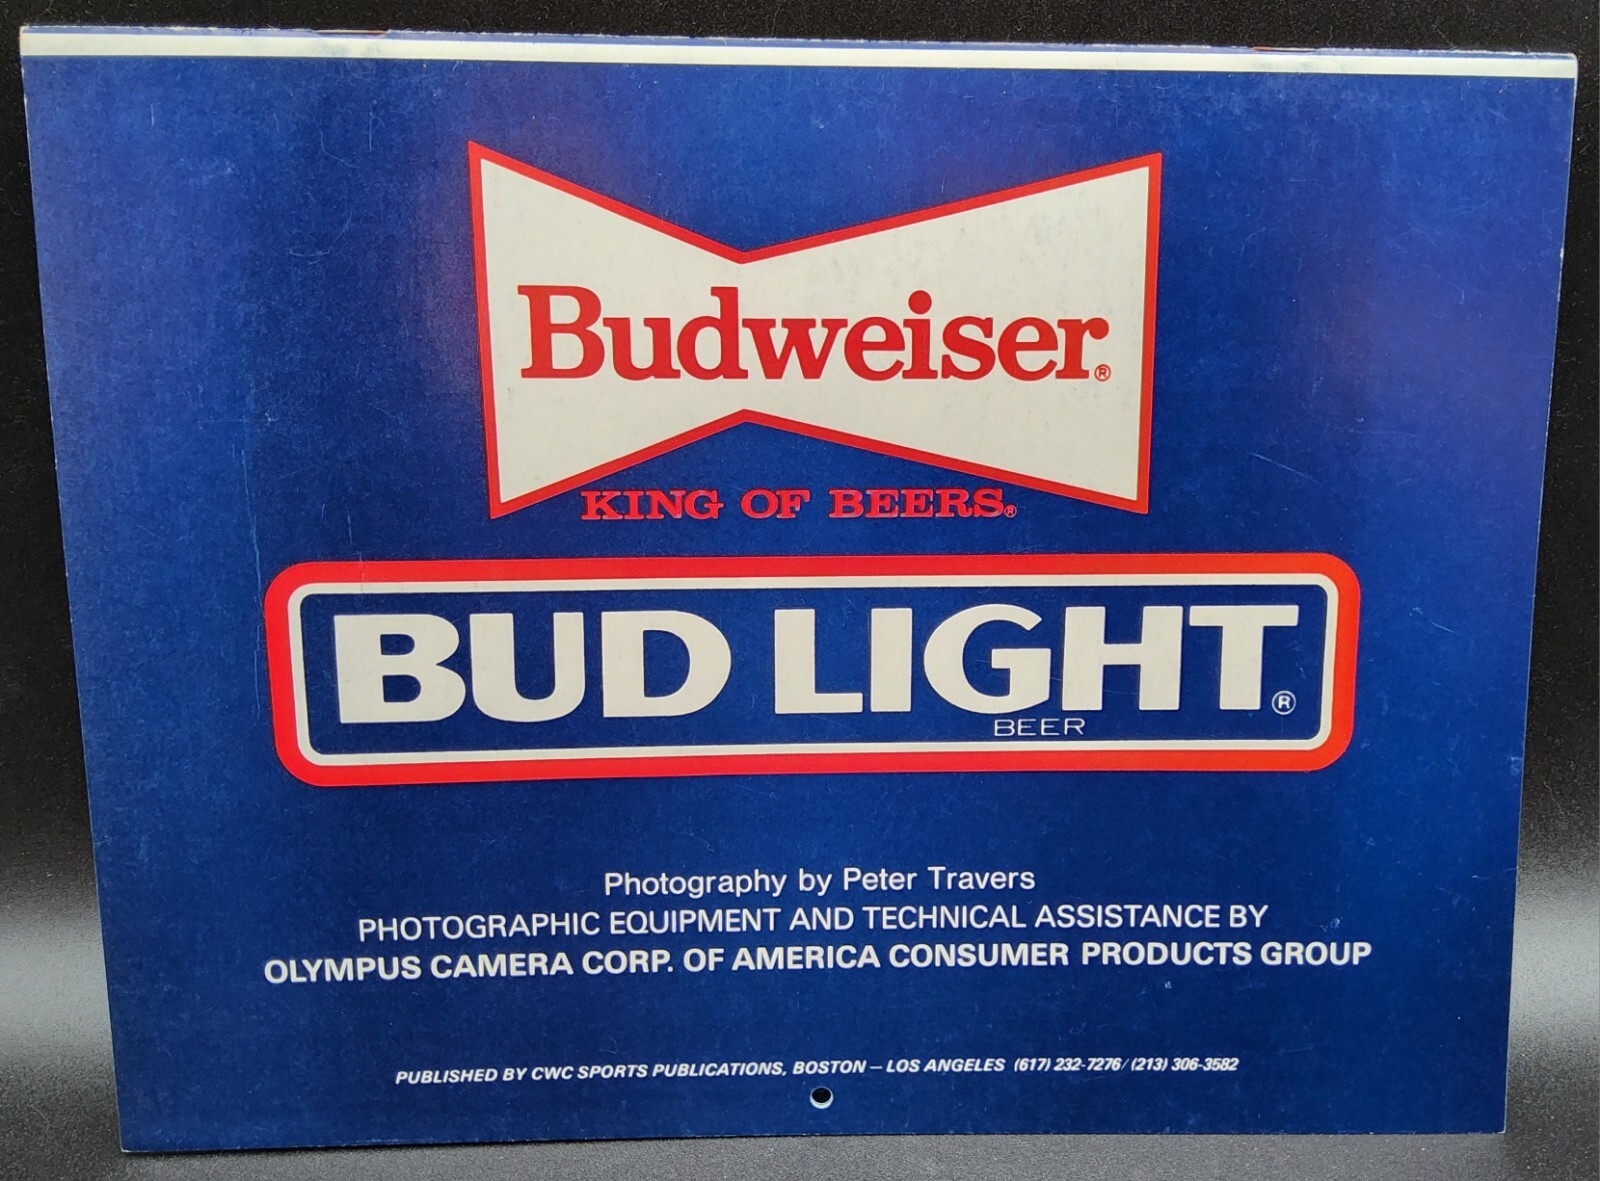 Budweiser®
KING OF BEERS®
BUD LIGHT®
BEER
Photography by Peter Travers
PHOTOGRAPHIC EQUIPMENT AND TECHNICAL ASSISTANCE BY
OLYMPUS CAMERA CORP. OF AMERICA CONSUMER PRODUCTS GROUP
PUBLISHED BY CWC SPORTS PUBLICATIONS, BOSTON – LOS ANGELES (617) 232-7276/ (213) 306-3582